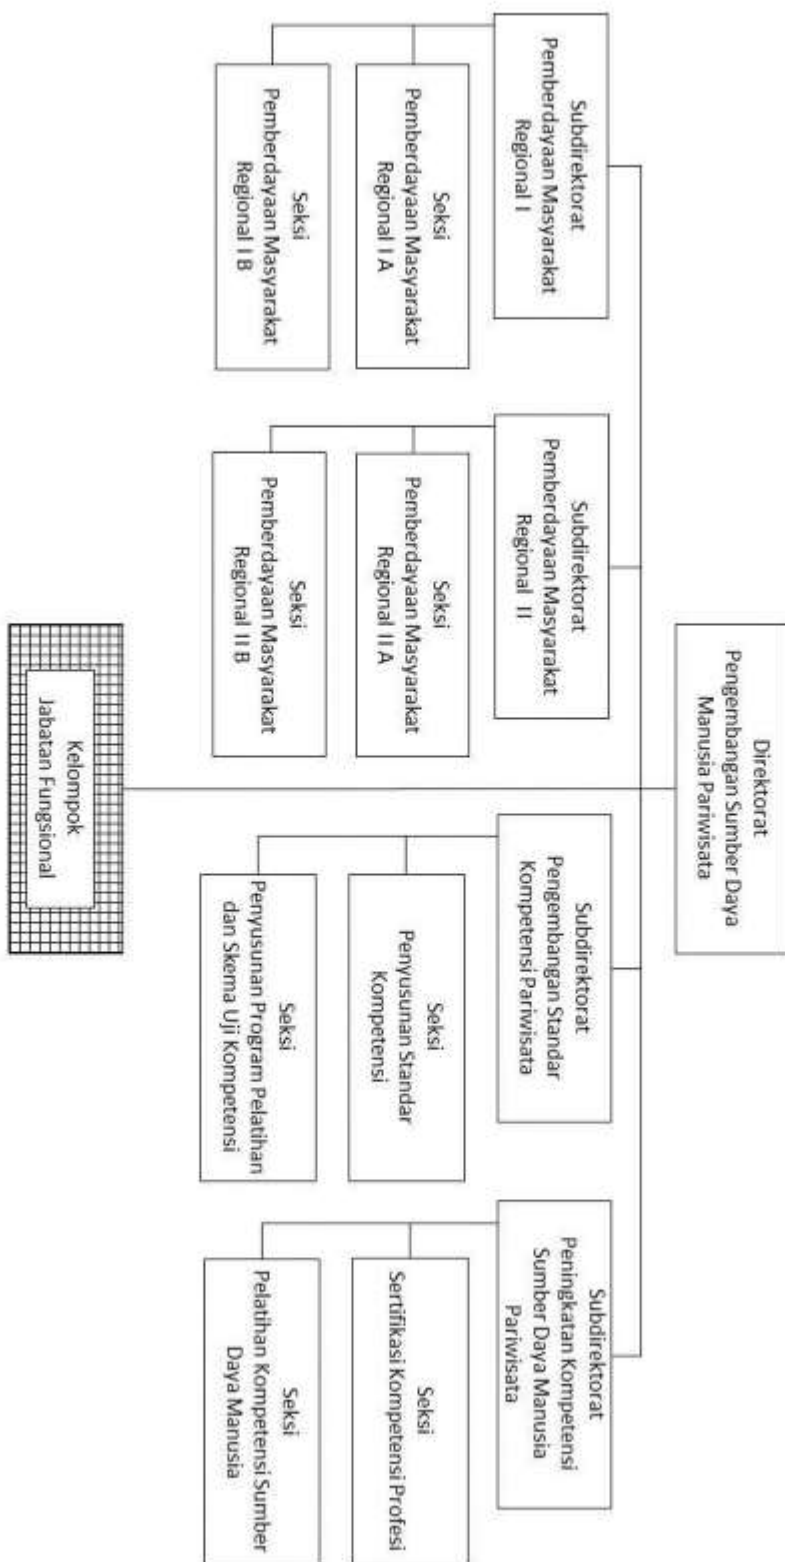 Direktorat
Pengembangan Sumber Daya
Manusia Pariwisata
Subdirektorat
Pemberdayaan Masyarakat
Regional I
Seksi
Pemberdayaan Masyarakat
Regional I A
Seksi
Pemberdayaan Masyarakat
Regional I B
Subdirektorat
Pemberdayaan Masyarakat
Regional II
Seksi
Pemberdayaan Masyarakat
Regional II A
Seksi
Pemberdayaan Masyarakat
Regional II B
Subdirektorat
Pengembangan Standar
Kompetensi Pariwisata
Seksi
Penyusunan Standar
Kompetensi
Seksi
Penyusunan Program Pelatihan
dan Skema Uji Kompetensi
Subdirektorat
Peningkatan Kompetensi
Sumber Daya Manusia
Pariwisata
Seksi
Sertifikasi Kompetensi Profesi
Seksi
Pelatihan Kompetensi Sumber
Daya Manusia
Kelompok
Jabatan Fungsional